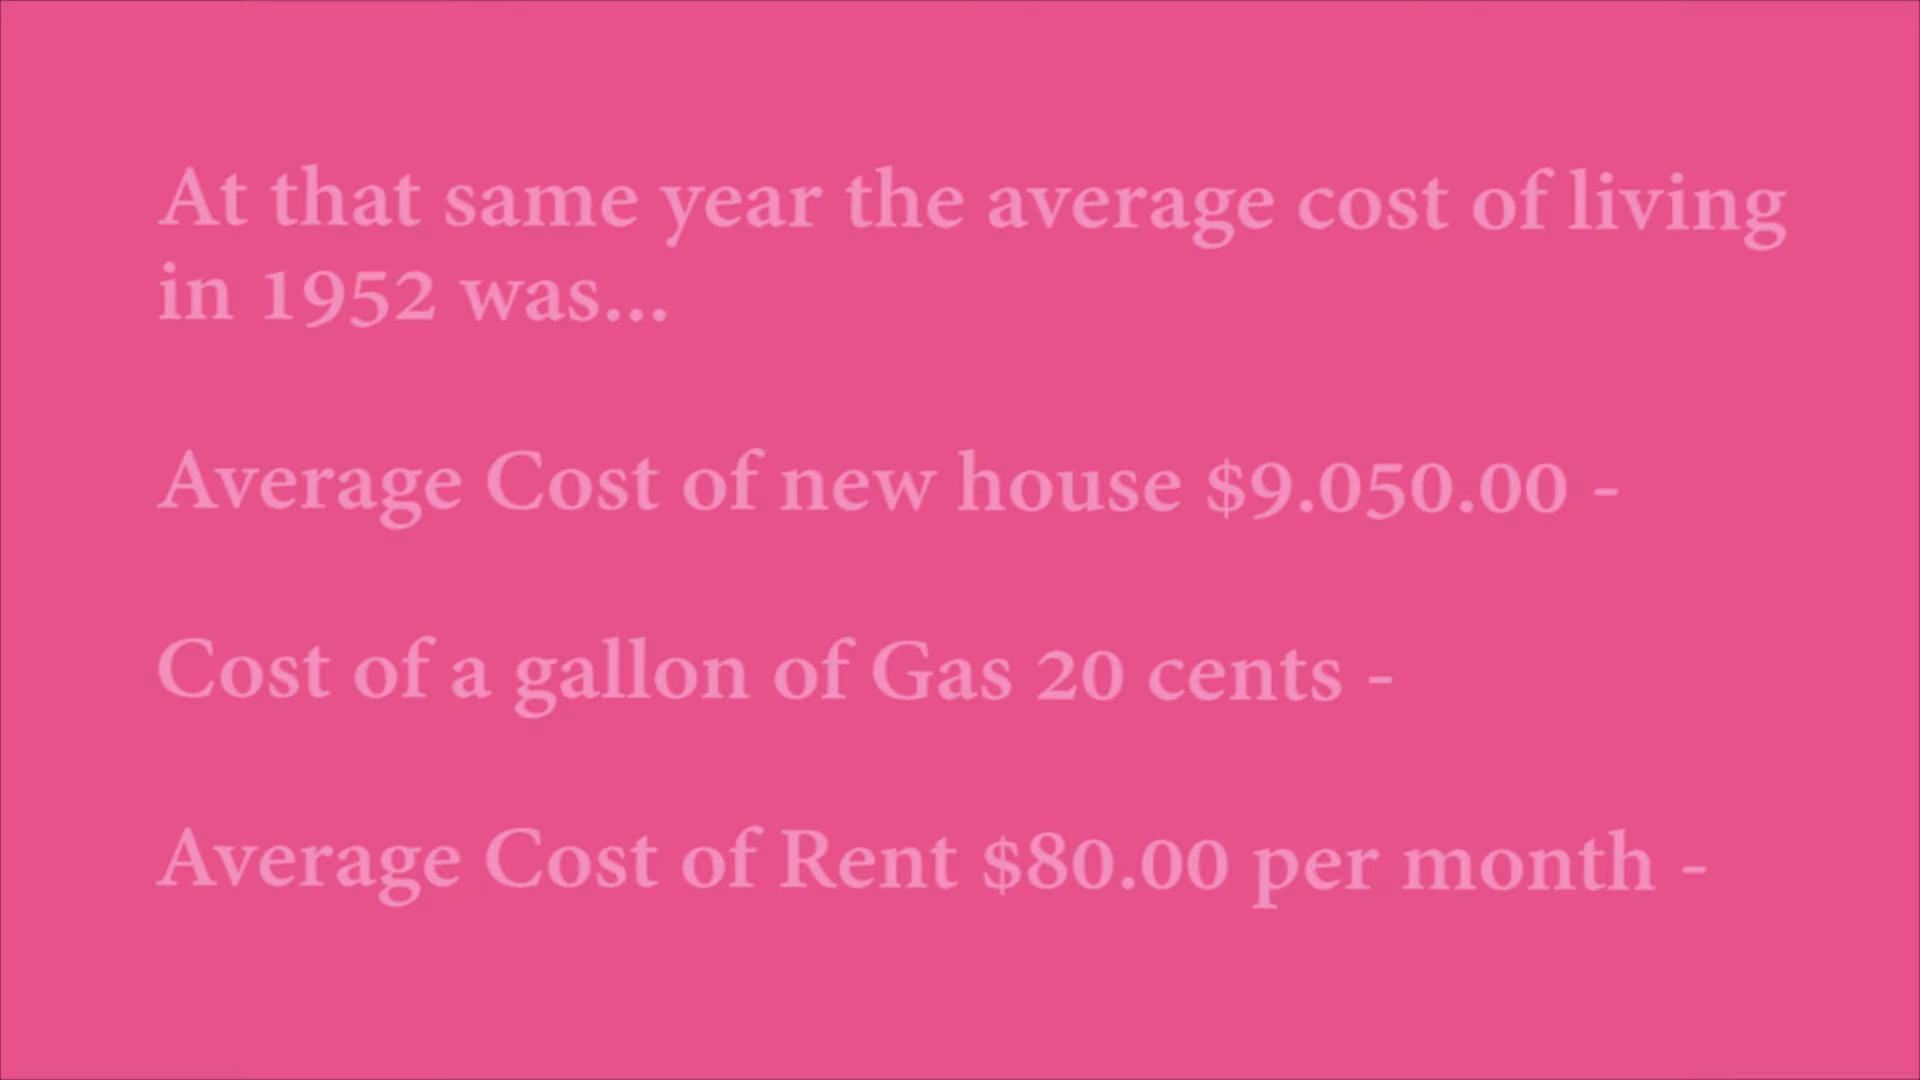 At that same year the average cost of living
in 1952 was...
Average Cost of new house $9.050.00 -
Cost of a gallon of Gas 20 cents -
Average Cost of Rent $80.00 per month -